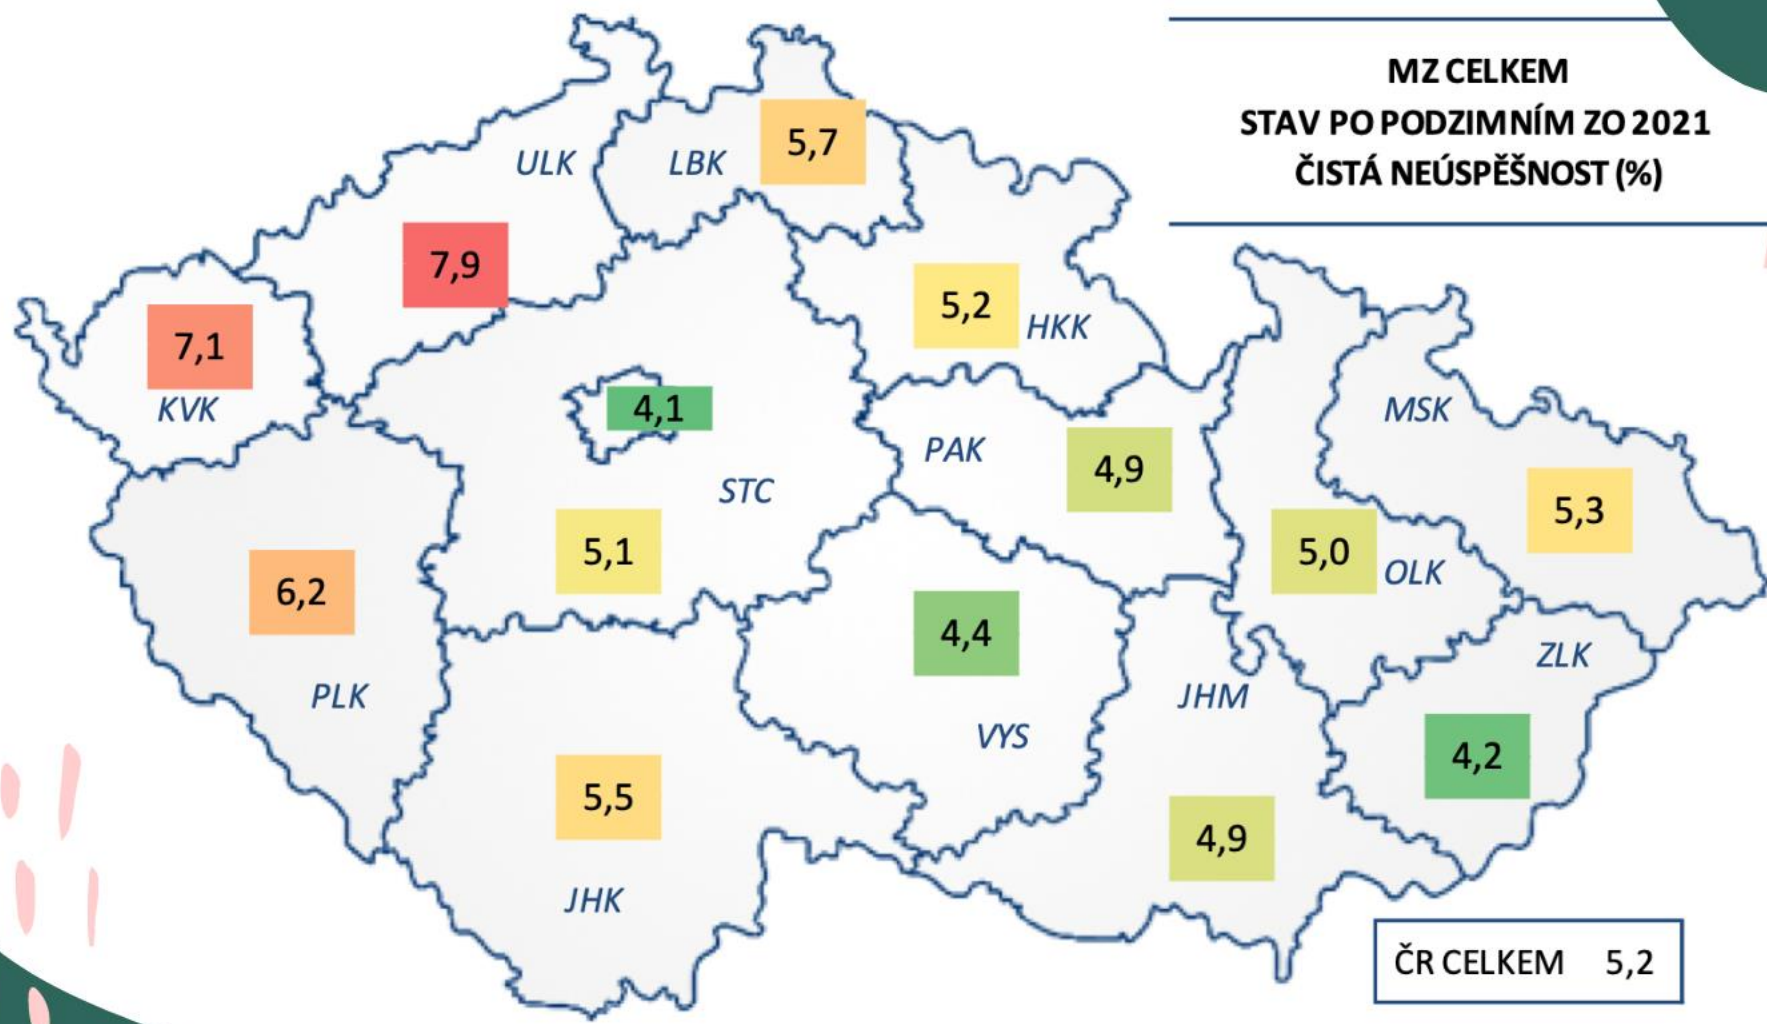 MZ CELKEM
STAV PO PODZIMNÍM ZO 2021
ČISTÁ NEÚSPĚŠNOST (%)
ULK
LBK
5,7
7,9
7,1
KVK
5,2
HKK
4,1
STC
5,1
PAK
4,9
MSK
5,3
5,0
OLK
6,2
PLK
4,4
VYS
JHM
4,9
ZLK
4,2
5,5
JHK
ČR CELKEM 5,2